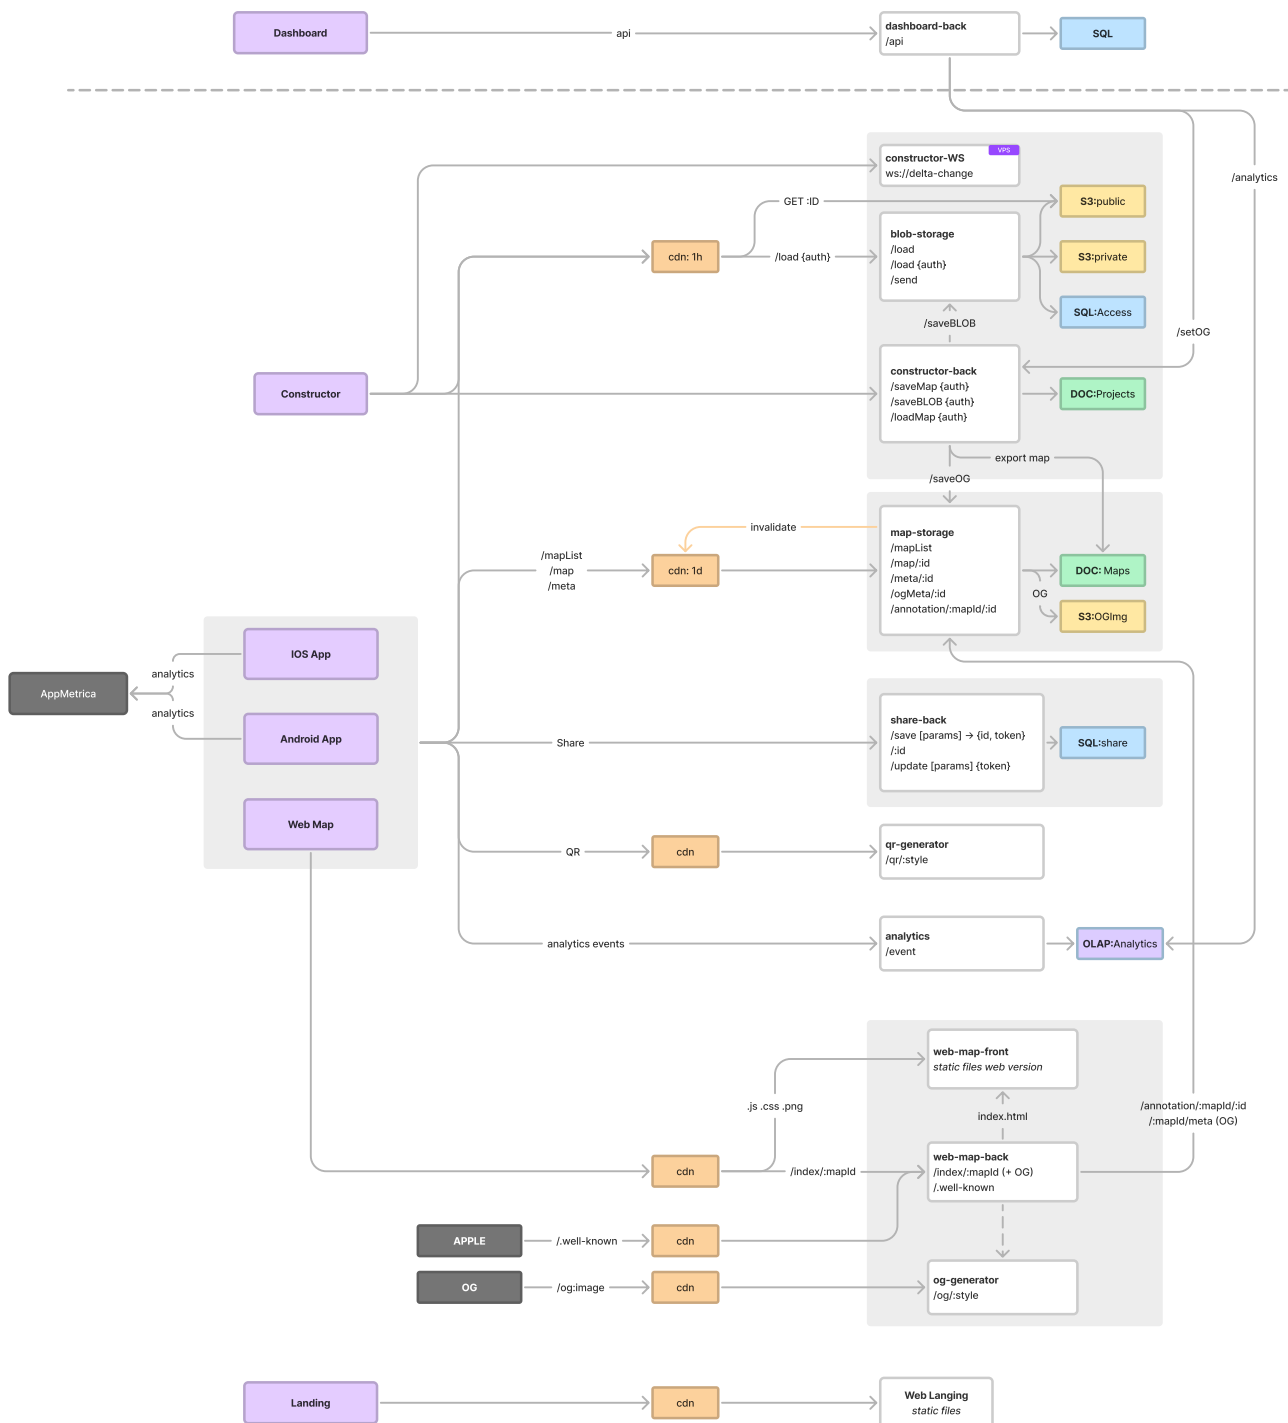 Dashboard
api
dashboard-back
/api
SQL
constructor-WS
VPS
ws://delta-change
/analytics
GET :ID
S3:public
blob-storage
/load
/load {auth}
/send
cdn: 1h
/load {auth}
S3:private
SQL:Access
/saveBLOB
/setOG
Constructor
constructor-back
/saveMap {auth}
/saveBLOB {auth}
/loadMap {auth}
DOC:Projects
export map
/saveOG
invalidate
map-storage
/mapList
/map/:id
/meta/:id
/ogMeta/:id
/annotation/:mapId/:id
/mapList
/map
/meta
cdn: 1d
DOC: Maps
OG
S3:OGImg
IOS App
analytics
AppMetrica
analytics
Android App
Web Map
Share
share-back
/save [params] → {id, token}
/:id
/update [params] {token}
SQL:share
QR
cdn
qr-generator
/qr/:style
analytics events
analytics
/event
OLAP:Analytics
web-map-front
static files web version
.js .css .png
index.html
/annotation/:mapId/:id
/:mapId/meta (OG)
cdn
/index/:mapId
web-map-back
/index/:mapId (+ OG)
/.well-known
APPLE
/.well-known
cdn
OG
/og:image
cdn
og-generator
/og/:style
Landing
cdn
Web Langing
static files